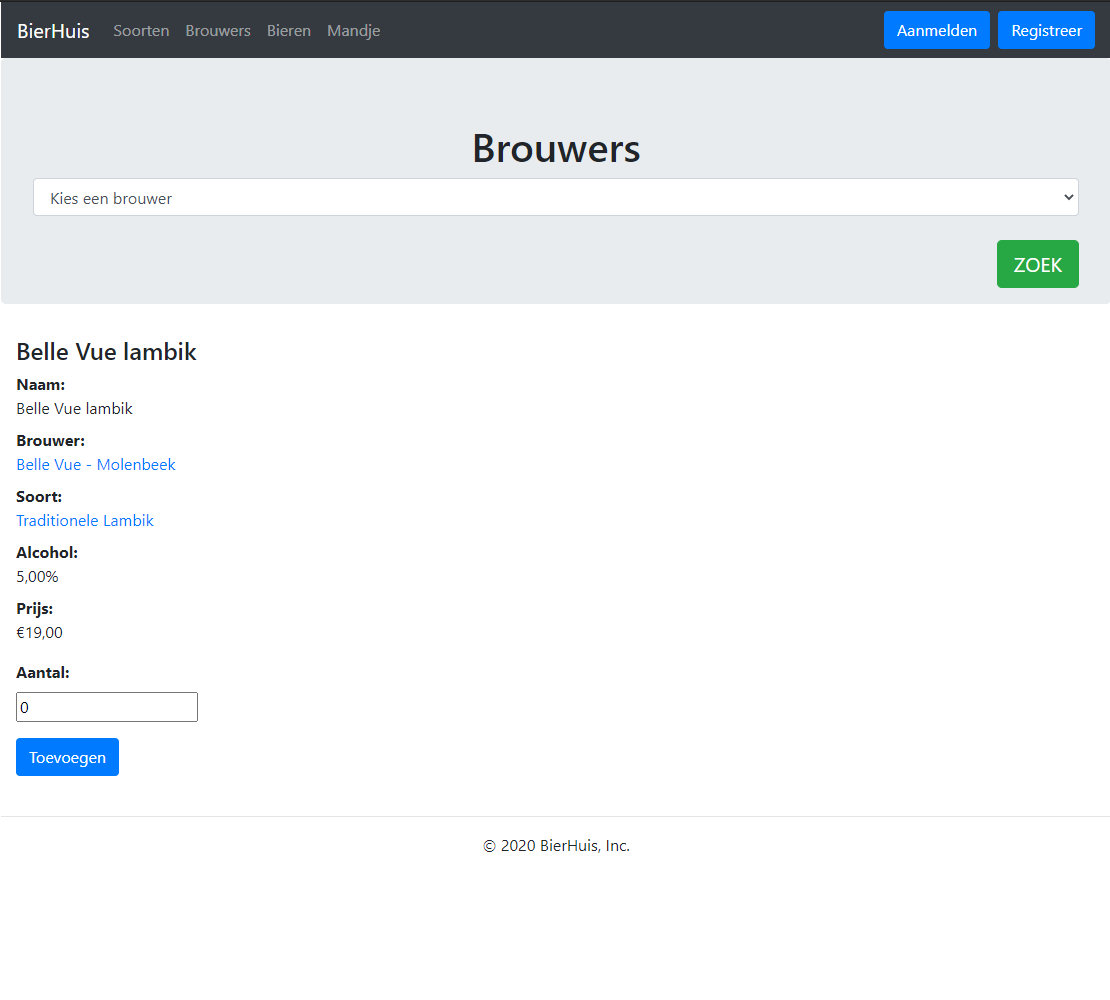 BierHuis Soorten Brouwers Bieren Mandje Aanmelden Registreer
Brouwers
Kies een brouwer
ZOEK
Belle Vue lambik
Naam:
Belle Vue lambik
Brouwer:
Belle Vue - Molenbeek
Soort:
Traditionele Lambik
Alcohol:
5,00%
Prijs:
€19,00
Aantal:
0
Toevoegen
© 2020 BierHuis, Inc.